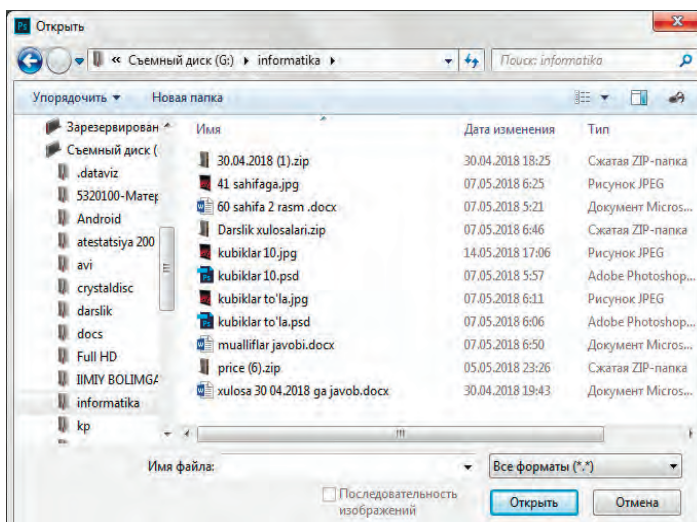 Ps Открыть
« Съемный диск (G:) ▸ informatika ▸ Поиск: informatika
Упорядочить ▾ Новая папка
Зарезервирован
Съемный диск (
.dataviz
5320100-Матер
Android
atestatsiya 200
avi
crystaldisc
darslik
docs
Full HD
IIMIY BOLIMGA
informatika
kp
Имя Дата изменения Тип
30.04.2018 (1).zip 30.04.2018 18:25 Сжатая ZIP-папка
41 sahifaga.jpg 07.05.2018 6:25 Рисунок JPEG
60 sahifa 2 rasm .docx 07.05.2018 5:21 Документ Micros...
Darslik xulosalari.zip 07.05.2018 6:46 Сжатая ZIP-папка
kubiklar 10.jpg 14.05.2018 17:06 Рисунок JPEG
kubiklar 10.psd 07.05.2018 5:57 Adobe Photoshop...
kubiklar to'la.jpg 07.05.2018 6:11 Рисунок JPEG
kubiklar to'la.psd 07.05.2018 6:06 Adobe Photoshop...
mualliflar javobi.docx 07.05.2018 6:50 Документ Micros...
price (6).zip 05.05.2018 23:26 Сжатая ZIP-папка
xulosa 30 04.2018 ga javob.docx 30.04.2018 19:43 Документ Micros...
Имя файла: Все форматы (*.*)
Последовательность
изображений
Открыть Отмена